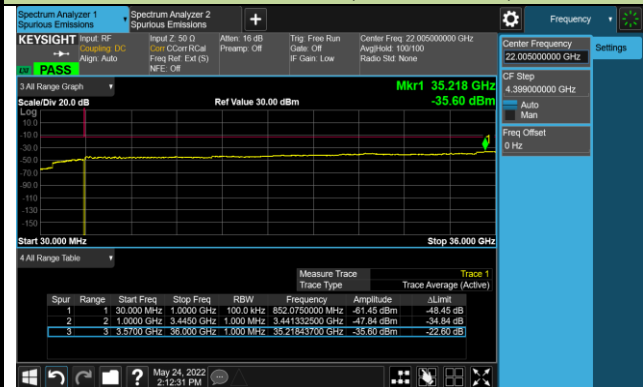 Spectrum Analyzer 1
Spurious Emissions
Spectrum Analyzer 2
Spurious Emissions
Frequency
KEYSIGHT
Input: RF
Coupling: DC
Align: Auto
Input Z: 50 Ω
Corr CCorr RCal
Freq Ref: Ext (S)
NFE: Off
Atten: 16 dB
Preamp: Off
Trig: Free Run
Gate: Off
IF Gain: Low
Center Freq: 22.005000000 GHz
Avg|Hold: 100/100
Radio Std: None
PASS
Center Frequency
22.005000000 GHz
Settings
CF Step
4.399000000 GHz
Auto
Man
Freq Offset
0 Hz
3 All Range Graph
Mkr1 35.218 GHz
Scale/Div 20.0 dB
Ref Value 30.00 dBm
-35.60 dBm
Log
10.0
-10.0
-30.0
-50.0
-70.0
-90.0
-110
-130
-150
1
Start 30.000 MHz
Stop 36.000 GHz
4 All Range Table
Measure Trace Trace 1
Trace Type Trace Average (Active)
Spur Range Start Freq Stop Freq RBW Frequency Amplitude ΔLimit
1 1 30.000 MHz 1.0000 GHz 100.0 kHz 852.0750000 MHz -61.45 dBm -48.45 dB
2 2 1.0000 GHz 3.4450 GHz 1.000 MHz 3.441332500 GHz -47.84 dBm -34.84 dB
3 3 3.5700 GHz 36.000 GHz 1.000 MHz 35.21843700 GHz -35.60 dBm -22.60 dB
May 24, 2022
2:12:31 PM